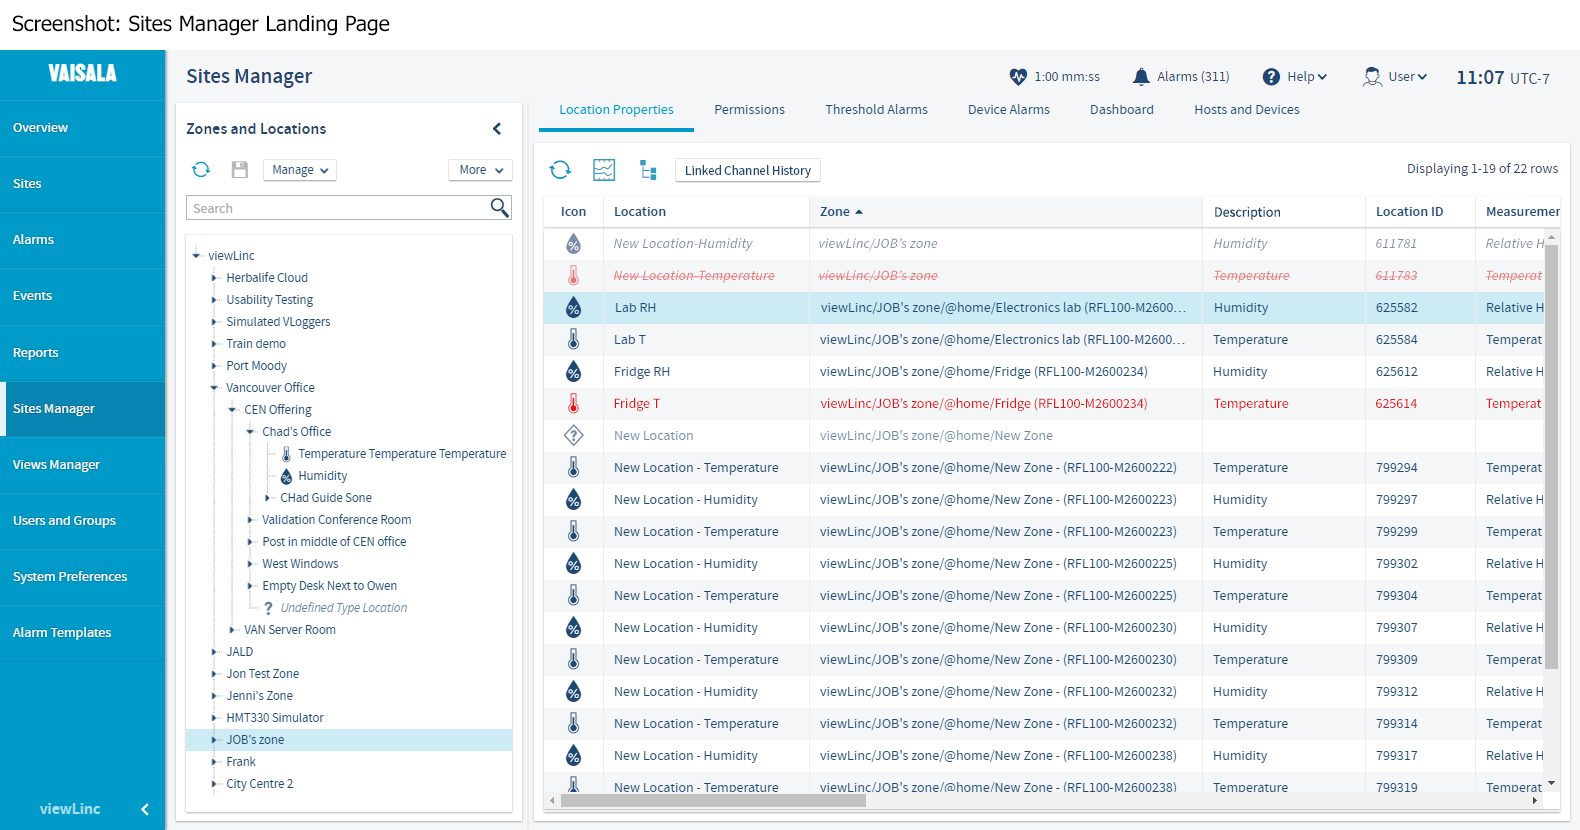 Screenshot: Sites Manager Landing Page
VAISALA
Sites Manager
1:00 mm:ss
Alarms (311)
Help
User
11:07 UTC-7
Overview
Sites
Alarms
Events
Reports
Sites Manager
Views Manager
Users and Groups
System Preferences
Alarm Templates
viewLinc
Zones and Locations
Manage
More
Search
viewLinc
Herbalife Cloud
Usability Testing
Simulated VLoggers
Train demo
Port Moody
Vancouver Office
CEN Offering
Chad's Office
Temperature Temperature Temperature
Humidity
CHad Guide Sone
Validation Conference Room
Post in middle of CEN office
West Windows
Empty Desk Next to Owen
? Undefined Type Location
VAN Server Room
JALD
Jon Test Zone
Jenni's Zone
HMT330 Simulator
JOB's zone
Frank
City Centre 2
Location Properties Permissions Threshold Alarms Device Alarms Dashboard Hosts and Devices
Linked Channel History
Displaying 1-19 of 22 rows
Icon Location Zone Description Location ID Measuremen
% New Location-Humidity viewLinc/JOB's zone Humidity 611781 Relative H
New Location-Temperature viewLinc/JOB's zone Temperature 611783 Temperat
% Lab RH viewLinc/JOB's zone/@home/Electronics lab (RFL100-M2600... Humidity 625582 Relative H
Lab T viewLinc/JOB's zone/@home/Electronics lab (RFL100-M2600... Temperature 625584 Temperat
% Fridge RH viewLinc/JOB's zone/@home/Fridge (RFL100-M2600234) Humidity 625612 Relative H
Fridge T viewLinc/JOB's zone/@home/Fridge (RFL100-M2600234) Temperature 625614 Temperat
? New Location viewLinc/JOB's zone/@home/New Zone
New Location - Temperature viewLinc/JOB's zone/@home/New Zone - (RFL100-M2600222) Temperature 799294 Temperat
% New Location - Humidity viewLinc/JOB's zone/@home/New Zone - (RFL100-M2600223) Humidity 799297 Relative H
New Location - Temperature viewLinc/JOB's zone/@home/New Zone - (RFL100-M2600223) Temperature 799299 Temperat
% New Location - Humidity viewLinc/JOB's zone/@home/New Zone - (RFL100-M2600225) Humidity 799302 Relative H
New Location - Temperature viewLinc/JOB's zone/@home/New Zone - (RFL100-M2600225) Temperature 799304 Temperat
% New Location - Humidity viewLinc/JOB's zone/@home/New Zone - (RFL100-M2600230) Humidity 799307 Relative H
New Location - Temperature viewLinc/JOB's zone/@home/New Zone - (RFL100-M2600230) Temperature 799309 Temperat
% New Location - Humidity viewLinc/JOB's zone/@home/New Zone - (RFL100-M2600232) Humidity 799312 Relative H
New Location - Temperature viewLinc/JOB's zone/@home/New Zone - (RFL100-M2600232) Temperature 799314 Temperat
% New Location - Humidity viewLinc/JOB's zone/@home/New Zone - (RFL100-M2600238) Humidity 799317 Relative H
New Location - Temperature viewLinc/JOB's zone/@home/New Zone - (RFL100-M2600238) Temperature 799319 Temperat